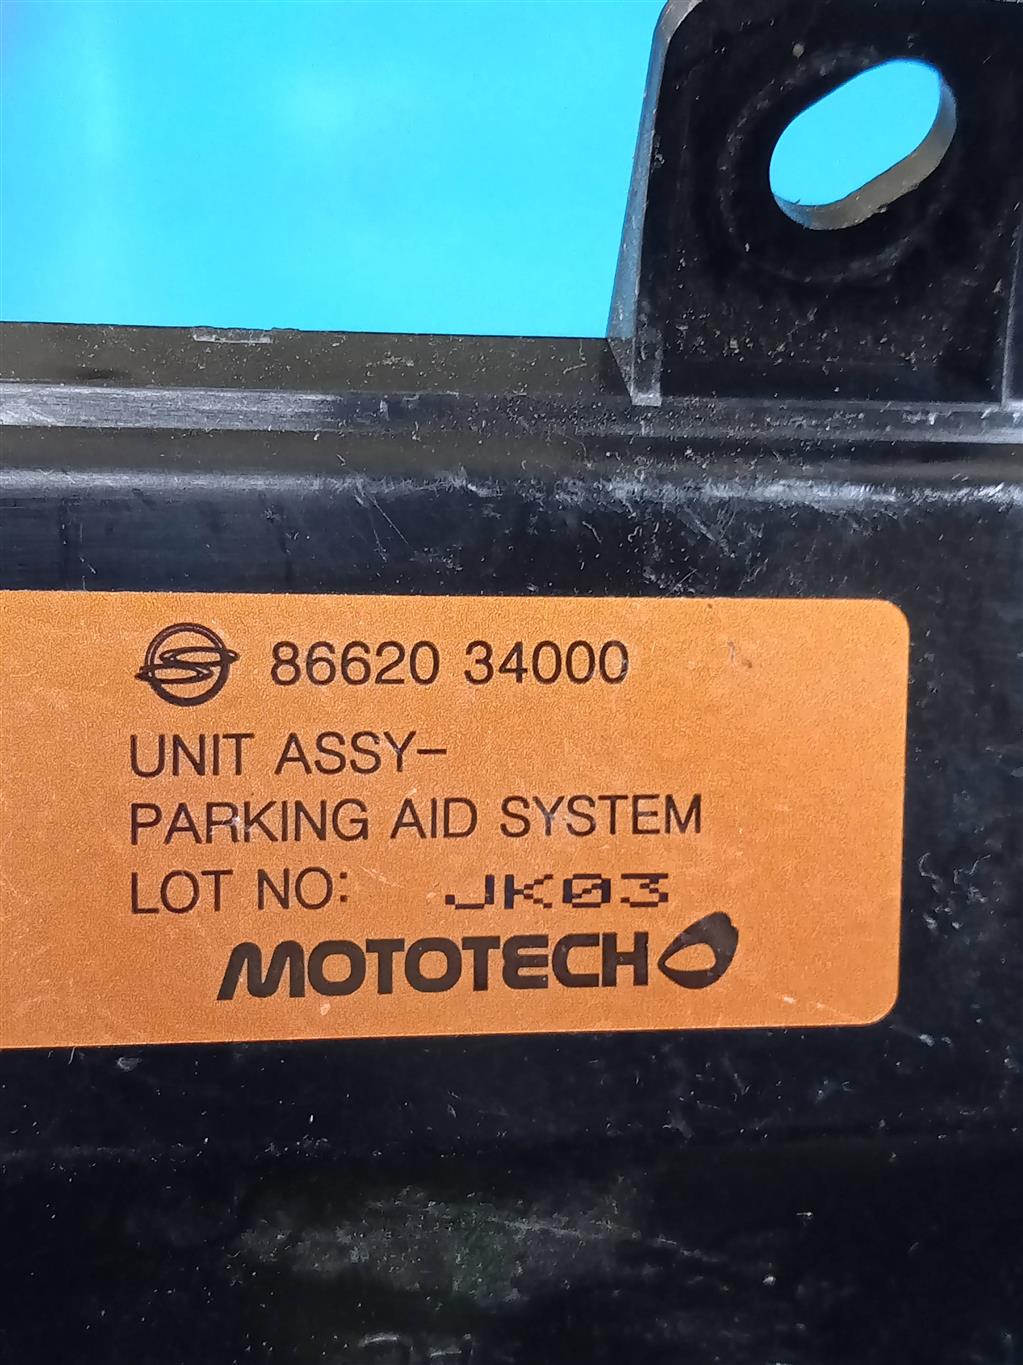 86620 34000
UNIT ASSY-
PARKING AID SYSTEM
LOT NO: JK03
MOTOTECH